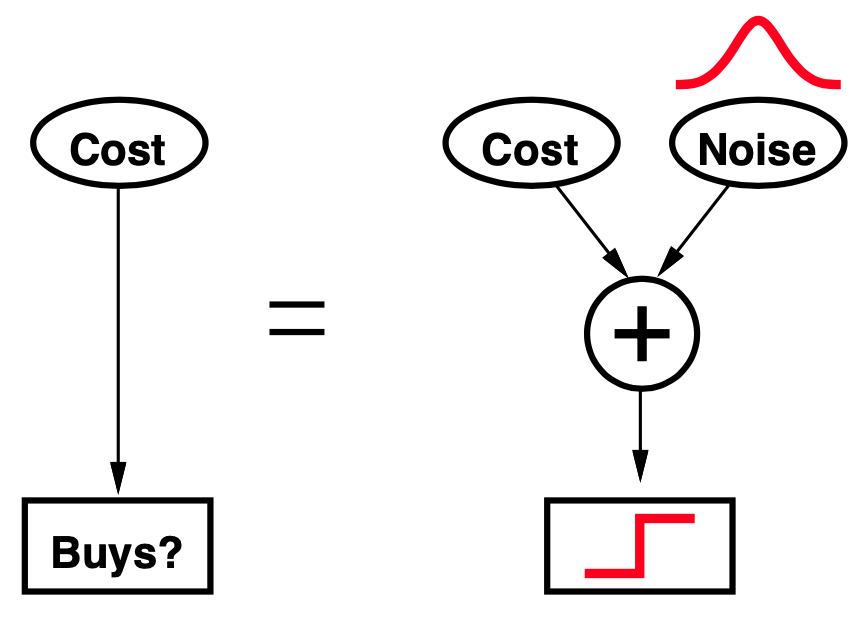 Cost
Cost
Noise
=
+
Buys?